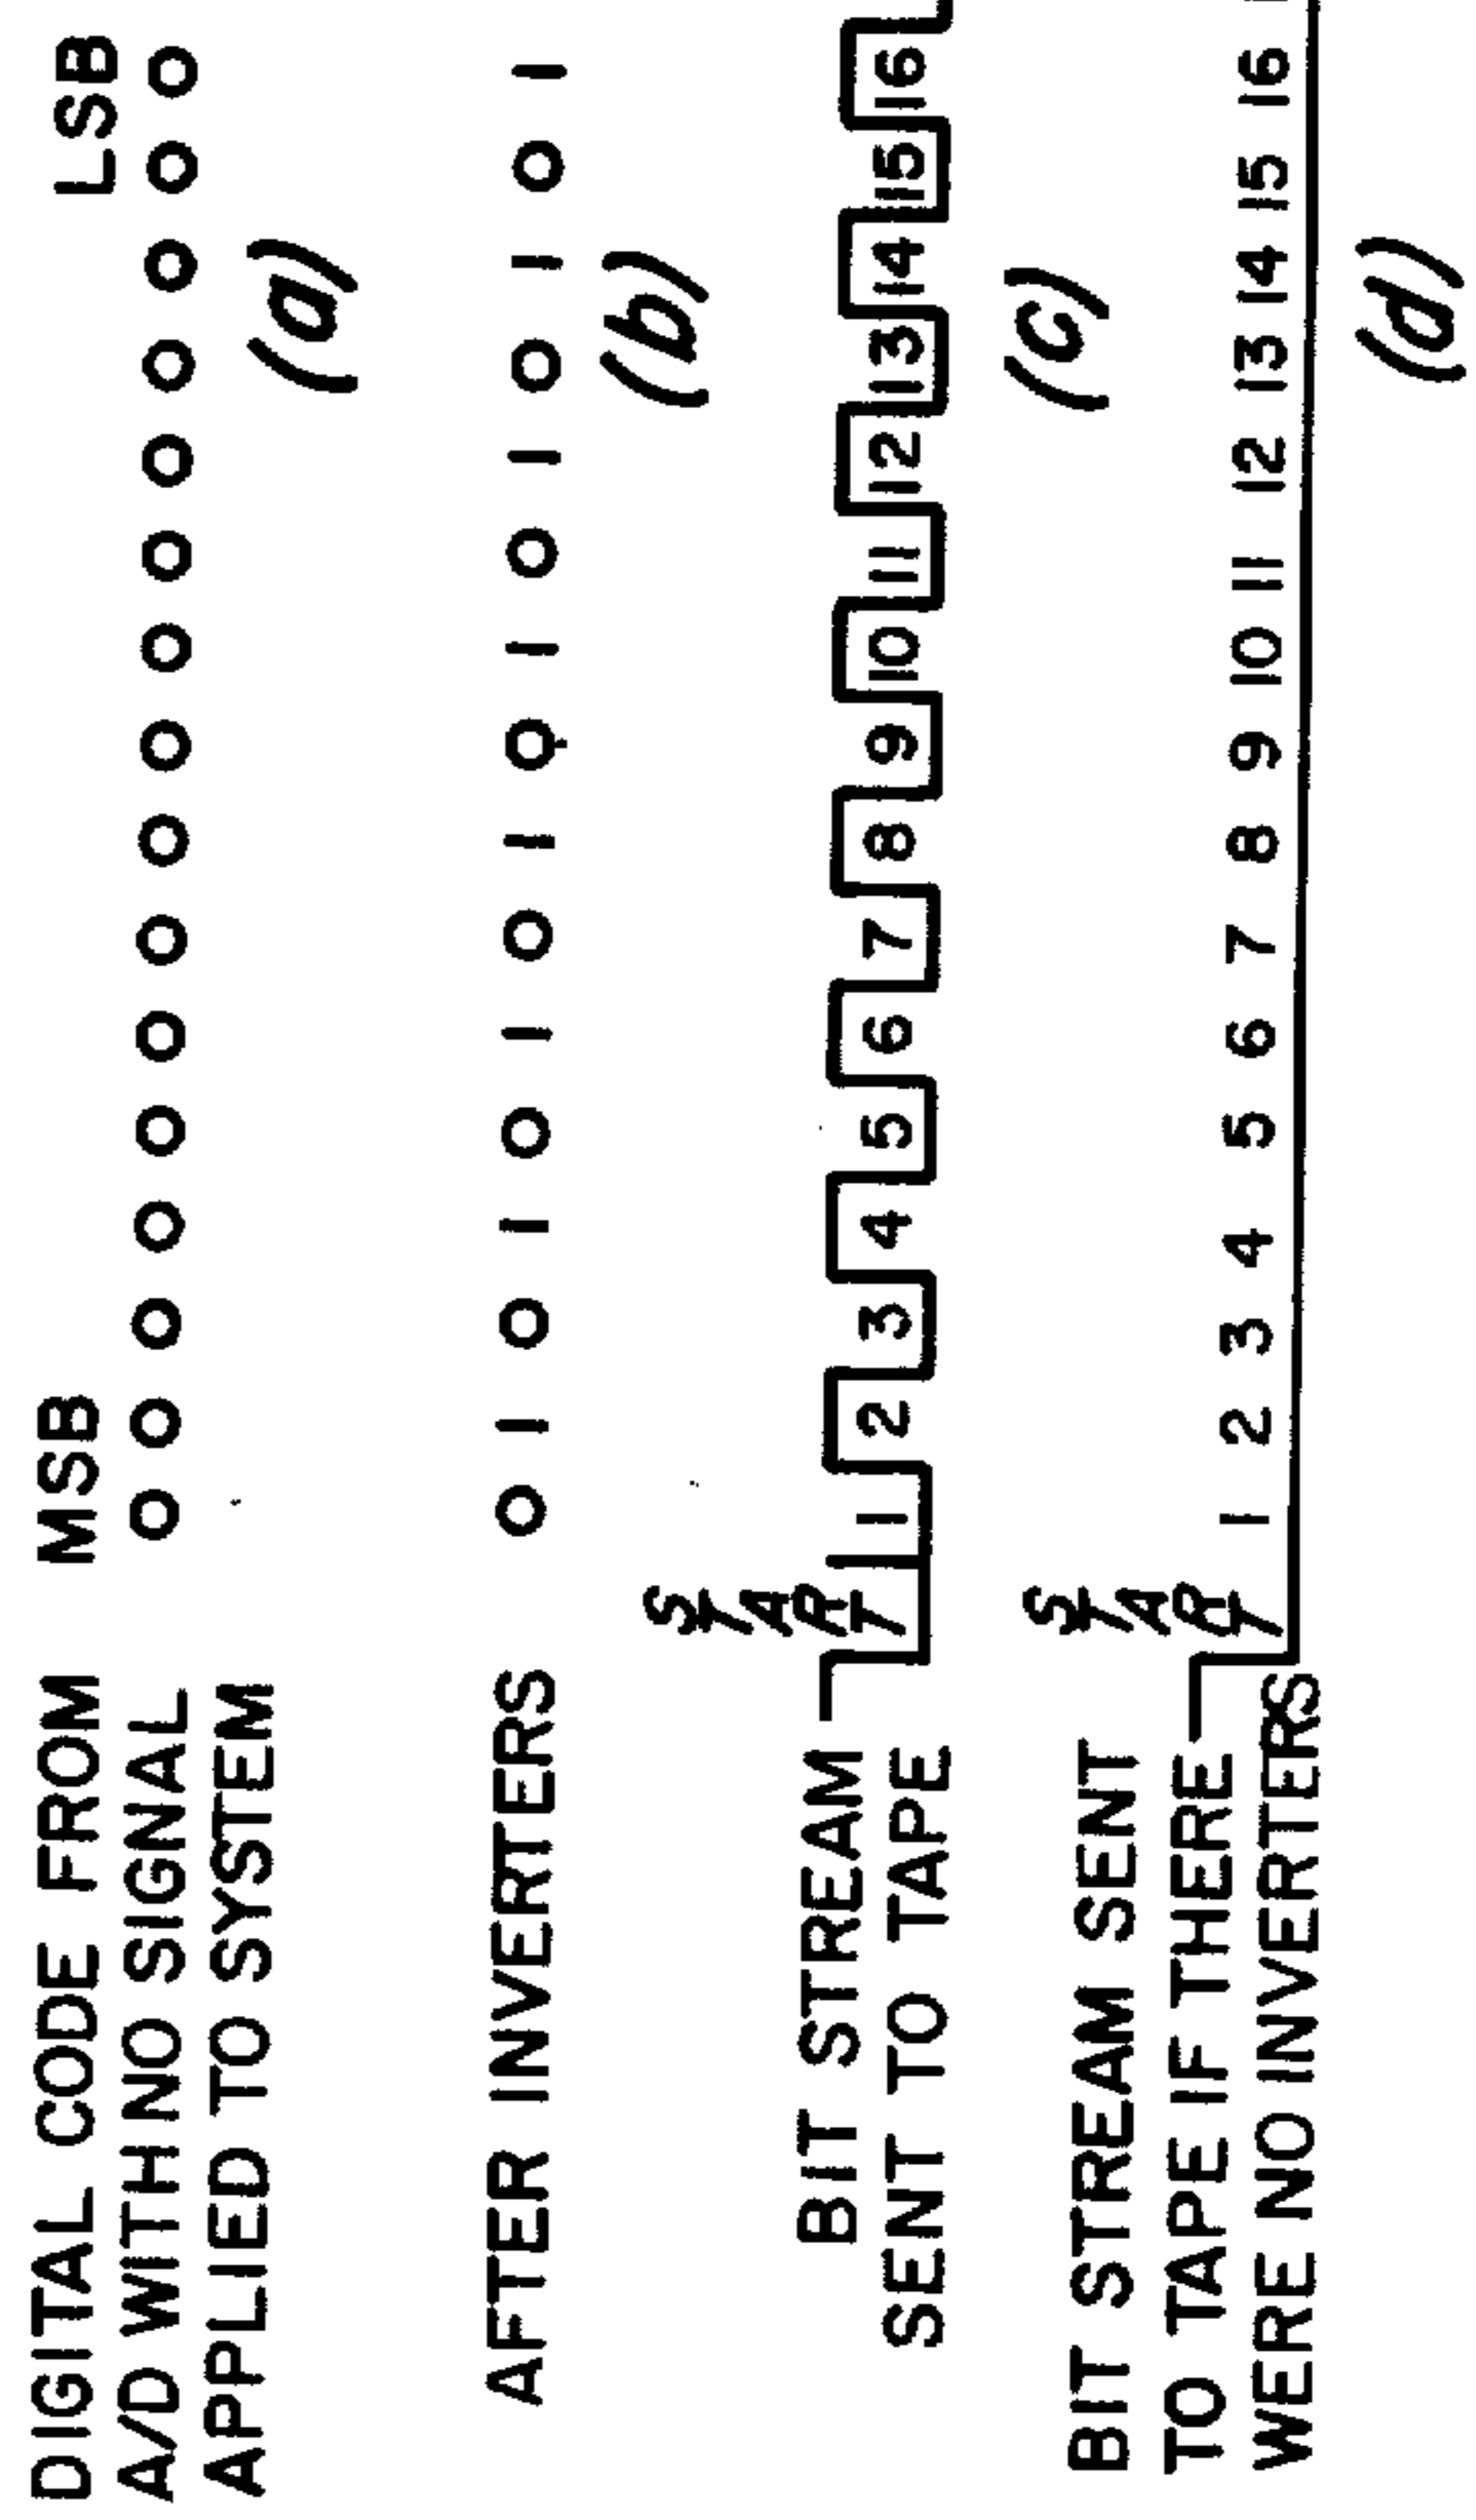 DIGITAL CODE FROM MSB LSB
A/D WITH NO SIGNAL 0 0 0 0 0 0 0 0 0 0 0 0 0 0 0 0
APPLIED TO SYSTEM
(a)
AFTER INVERTERS 0 1 0 1 0 1 0 1 0 1 0 1 0 1 0 1
(b)
START
BIT STREAM
SENT TO TAPE 1 2 3 4 5 6 7 8 9 10 11 12 13 14 15 16
(c)
START
BIT STREAM SENT
TO TAPE IF THERE 1 2 3 4 5 6 7 8 9 10 11 12 13 14 15 16
WERE NO INVERTERS
(d)